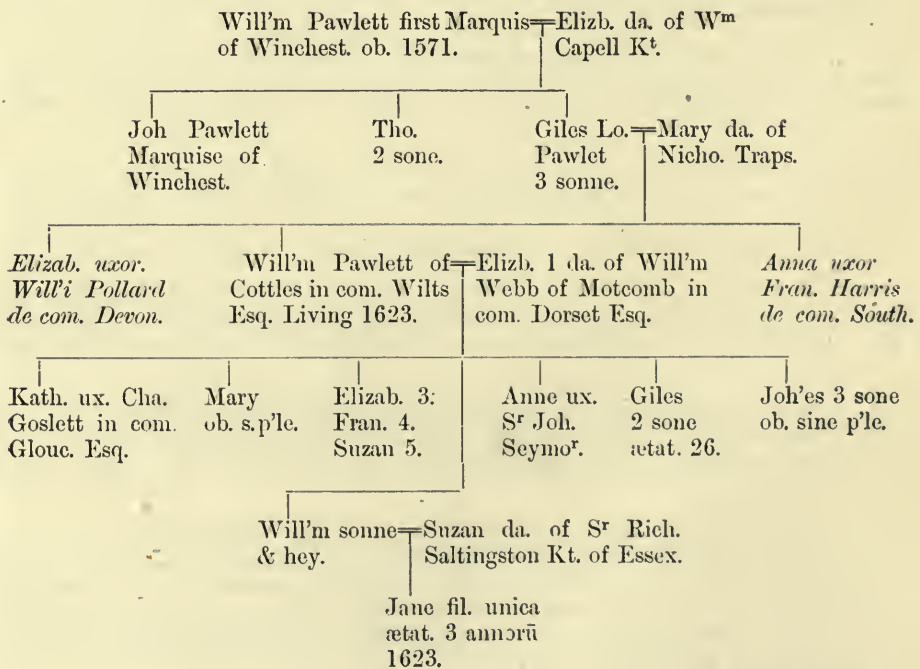 Will'm Pawlett first Marquis
of Winchest. ob. 1571.
Elizb. da. of Wᵐ
Capell Kᵗ.
Joh Pawlett
Marquise of
Winchest.
Tho.
2 sone.
Giles Lo.
Pawlet
3 sonne.
Mary da. of
Nicho. Traps.
Elizab. uxor.
Will'i Pollard
de com. Devon.
Will'm Pawlett of
Cottles in com. Wilts
Esq. Living 1623.
Elizb. 1 da. of Will'm
Webb of Motcomb in
com. Dorset Esq.
Anna uxor
Fran. Harris
de com. South.
Kath. ux. Cha.
Goslett in com.
Glouc. Esq.
Mary
ob. s.p'le.
Elizab. 3.
Fran. 4.
Suzan 5.
Anne ux.
Sʳ Joh.
Seymoʳ.
Giles
2 sone
ætat. 26.
Joh'es 3 sone
ob. sine p'le.
Will'm sonne
& hey.
Suzan da. of Sʳ Rich.
Saltingston Kt. of Essex.
Jane fil. unica
ætat. 3 annorū
1623.